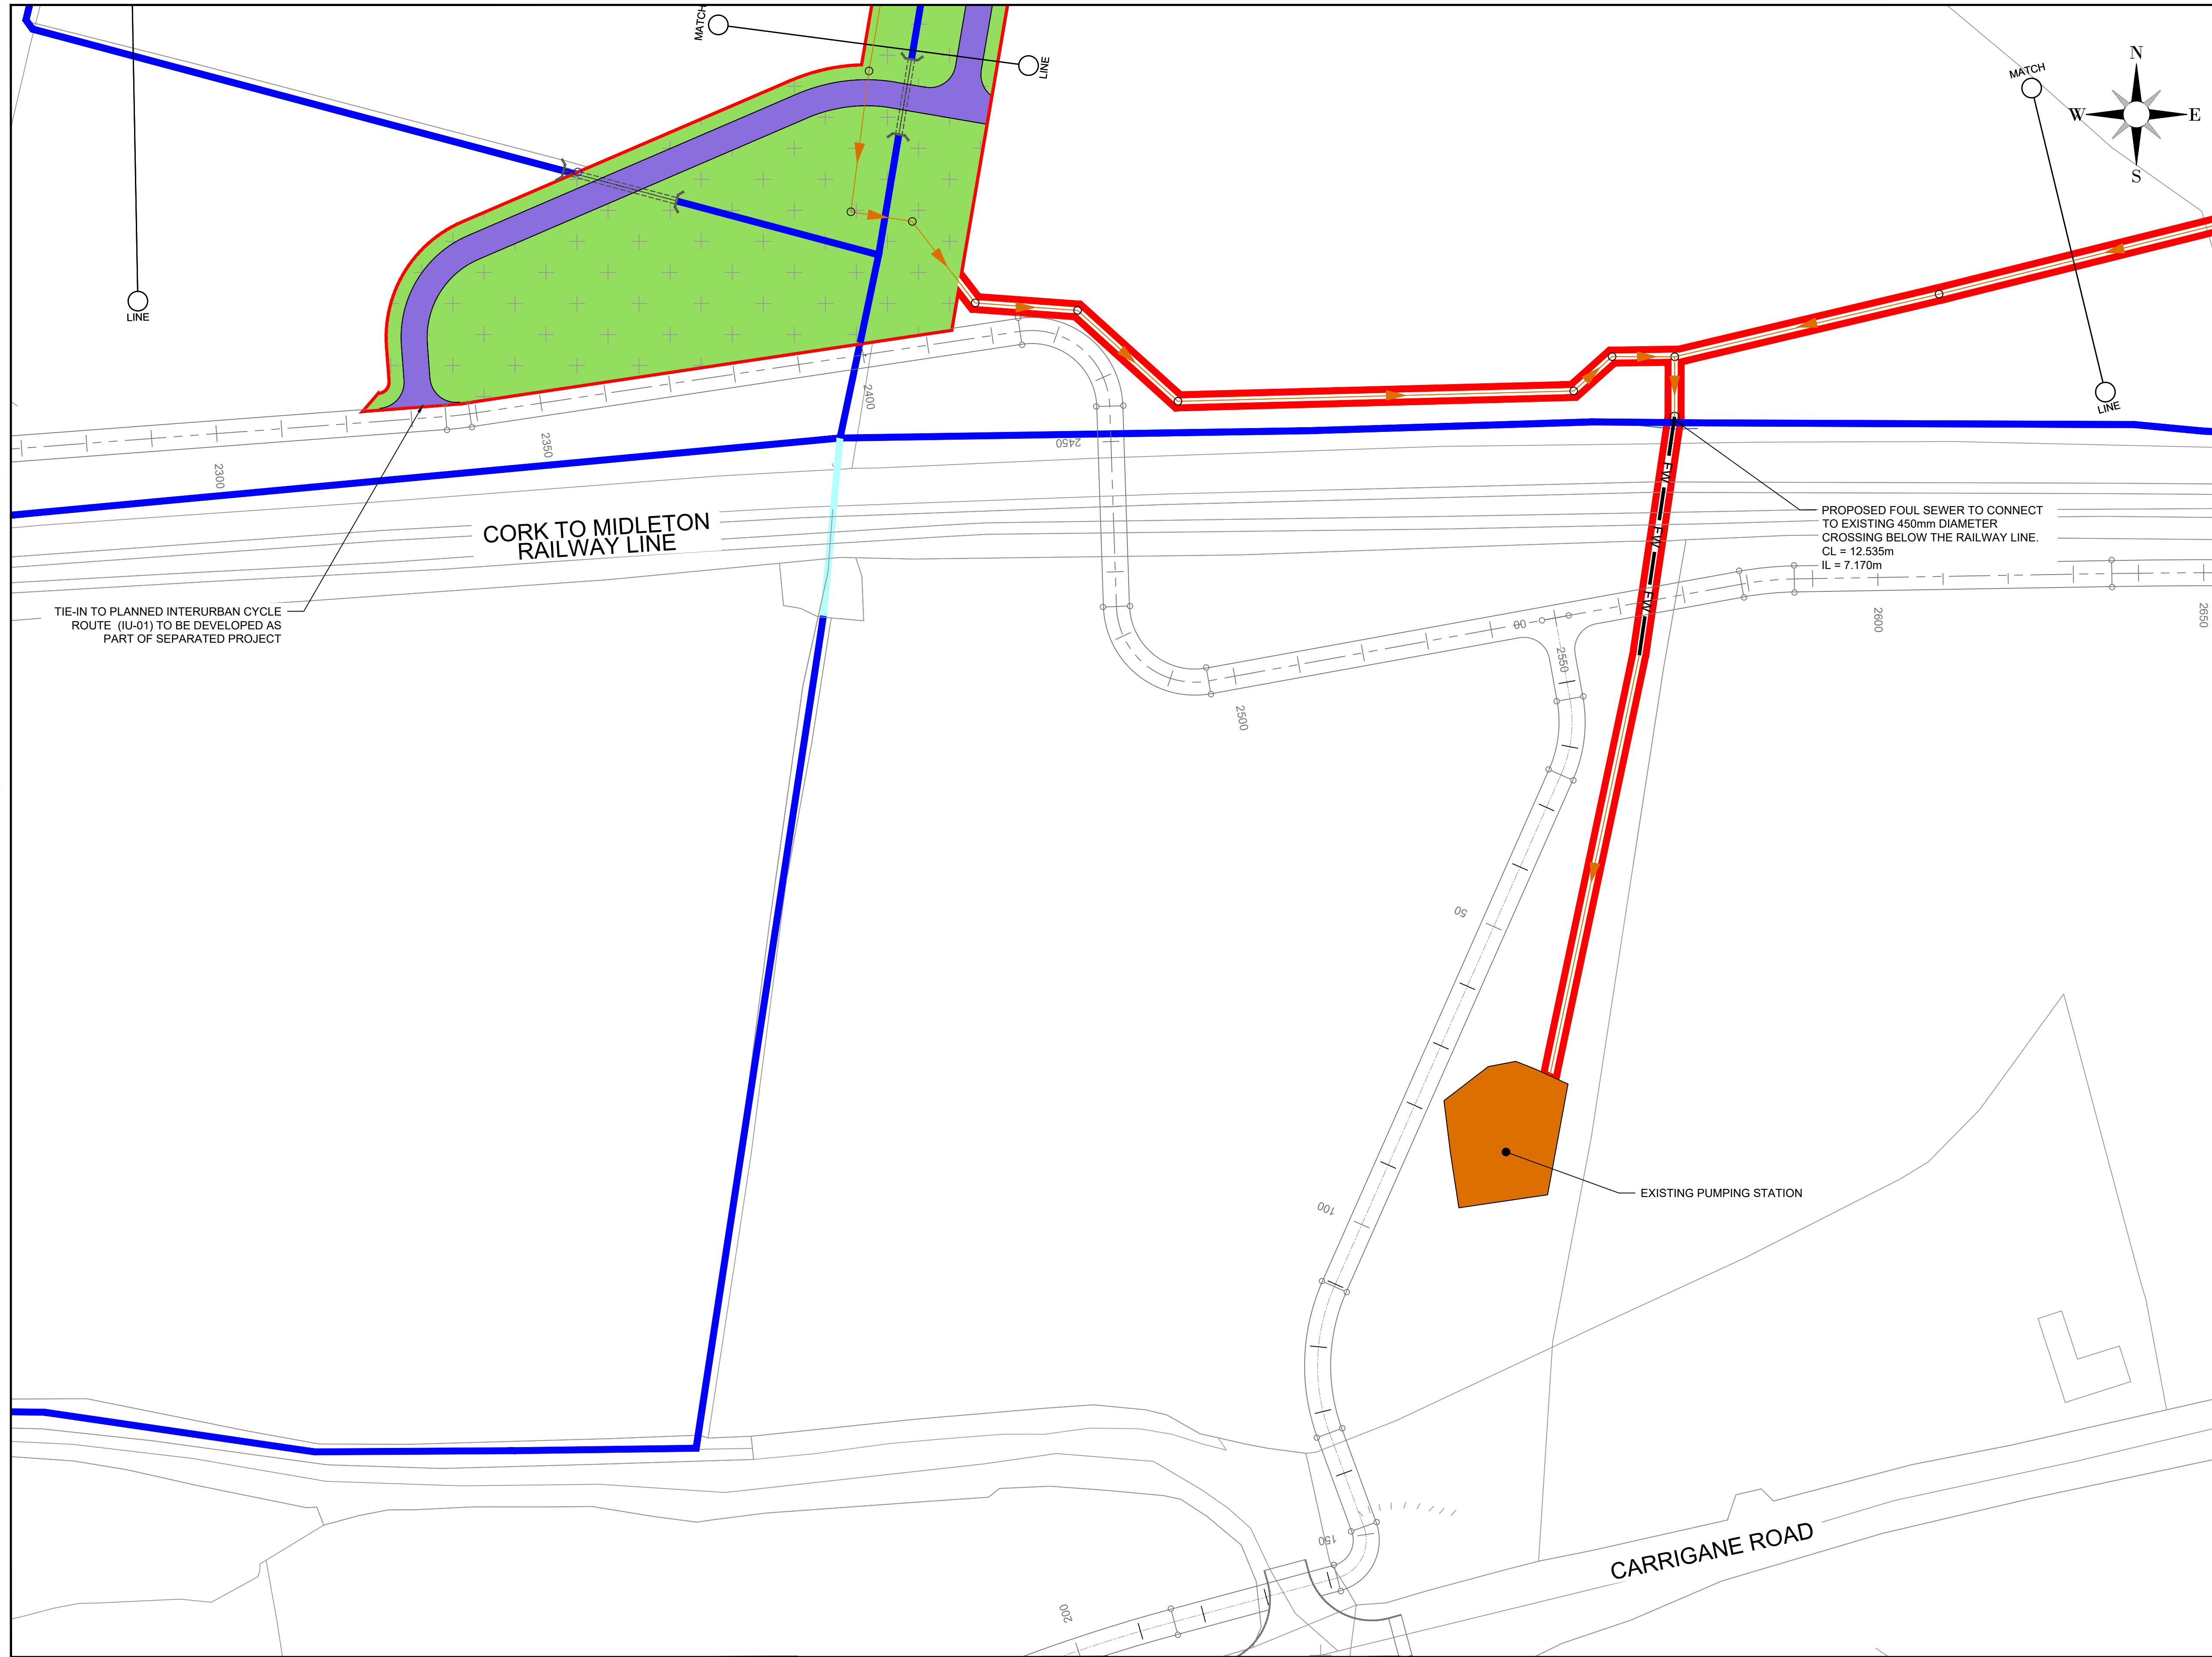 MATCH
LINE
MATCH
N
W
E
S
LINE
LINE
2400
2350
2300
2450
CORK TO MIDLETON
RAILWAY LINE
FW
FW
FW
PROPOSED FOUL SEWER TO CONNECT
TO EXISTING 450mm DIAMETER
CROSSING BELOW THE RAILWAY LINE.
CL = 12.535m
IL = 7.170m
TIE-IN TO PLANNED INTERURBAN CYCLE
ROUTE (IU-01) TO BE DEVELOPED AS
PART OF SEPARATED PROJECT
00
2550
2600
2650
2500
50
EXISTING PUMPING STATION
100
150
CARRIGANE ROAD
200